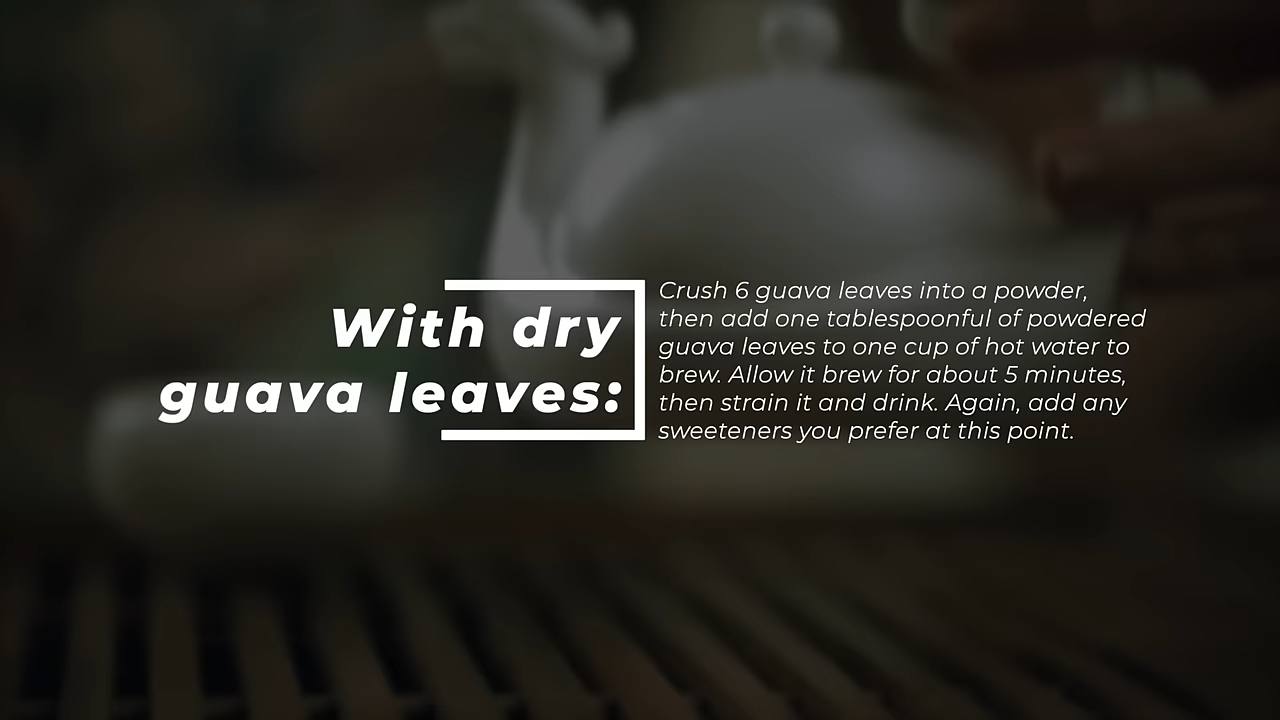 With dry
guava leaves:
Crush 6 guava leaves into a powder,
then add one tablespoonful of powdered
guava leaves to one cup of hot water to
brew. Allow it brew for about 5 minutes,
then strain it and drink. Again, add any
sweeteners you prefer at this point.